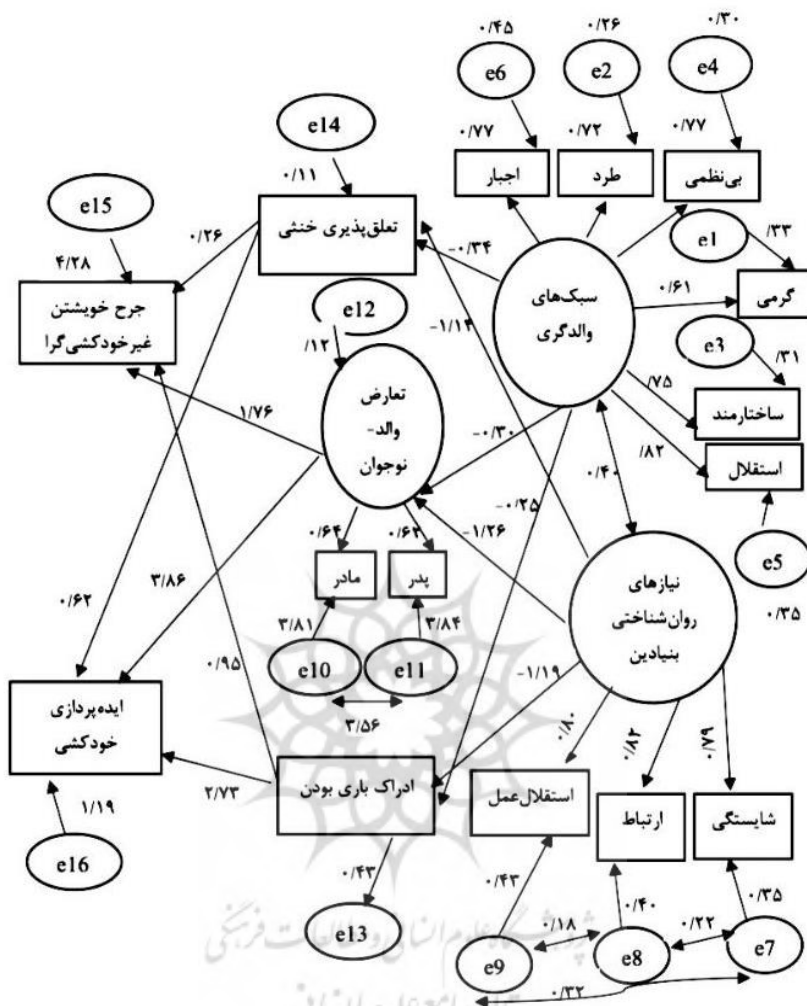 ۰/۴۵
۰/۲۶
۰/۳۰
e6
e2
e4
e14
۰/۷۷
۰/۷۲
۰/۷۷
e15
۰/۱۱
اجبار
طرد
بی‌نظمی
تعلق‌پذیری خنثی
e1
/۳۳
۰/۲۶
-۰/۳۴
۴/۲۸
e12
سبک‌های
والدگری
۰/۶۱
گرمی
جرح خویشتن
غیرخودکشی‌گرا
-۱/۱۴
e3
/۱۲
/۳۱
تعارض
والد-
نوجوان
/۷۵
ساختارمند
۱/۷۶
/۸۲
-۰/۳۰
استقلال
۰/۴۰
-۰/۲۵
۰/۶۴
۰/۶۲
-۱/۲۶
e5
۰/۶۲
۳/۸۶
مادر
پدر
نیازهای
روان‌شناختی
بنیادین
۰/۳۵
۳/۸۱
۳/۸۴
۰/۹۵
e10
e11
-۱/۱۹
ایده‌پردازی
خودکشی
۳/۵۶
۰/۸۰
۰/۸۲
۰/۷۹
۲/۷۳
ادراک باری بودن
استقلال‌عمل
ارتباط
شایستگی
۱/۱۹
e16
۰/۴۳
۰/۴۳
۰/۴۰
۰/۳۵
e13
۰/۱۸
۰/۲۲
e9
e8
e7
۰/۳۲
پژوهشگاه علوم انسانی و مطالعات فرهنگی